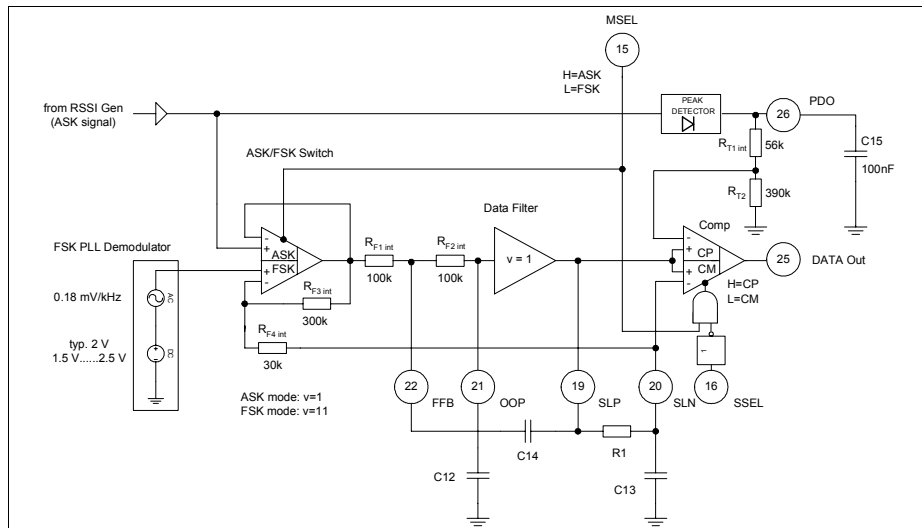 MSEL
15
H=ASK
L=FSK
from RSSI Gen
(ASK signal)
PEAK
DETECTOR
26
PDO
RT1 int
56k
C15
100nF
ASK/FSK Switch
RT2
390k
Data Filter
Comp
FSK PLL Demodulator
-
+
ASK
FSK
+
-
RF1 int
100k
RF2 int
100k
v = 1
-
+
CP
CM
+
-
25
DATA Out
H=CP
L=CM
0.18 mV/kHz
AC
RF3 int
300k
typ. 2 V
1.5 V......2.5 V
DC
RF4 int
30k
1
22
FFB
21
OOP
19
SLP
20
SLN
16
SSEL
ASK mode: v=1
FSK mode: v=11
C14
R1
C12
C13